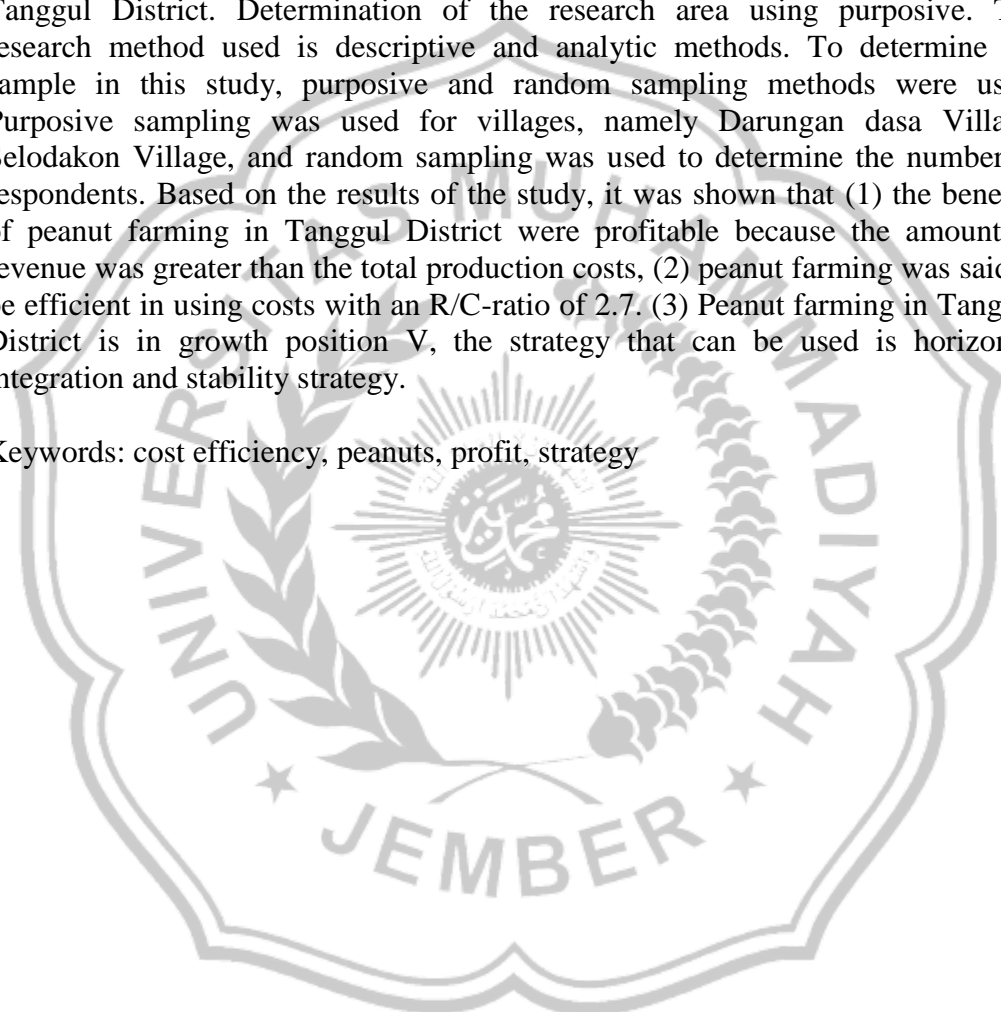 Tanggul District. Determination of the research area using purposive. T
esearch method used is descriptive and analytic methods. To determine
ample in this study, purposive and random sampling methods were us
Purposive sampling was used for villages, namely Darungan dasa Villa
Selodakon Village, and random sampling was used to determine the number
espondents. Based on the results of the study, it was shown that (1) the bene
of peanut farming in Tanggul District were profitable because the amount
evenue was greater than the total production costs, (2) peanut farming was said
be efficient in using costs with an R/C-ratio of 2.7. (3) Peanut farming in Tang
District is in growth position V, the strategy that can be used is horizon
ntegration and stability strategy.
Keywords: cost efficiency, peanuts, profit, strategy
UNIVERSITAS MUHAMMADIYAH
JEMBER